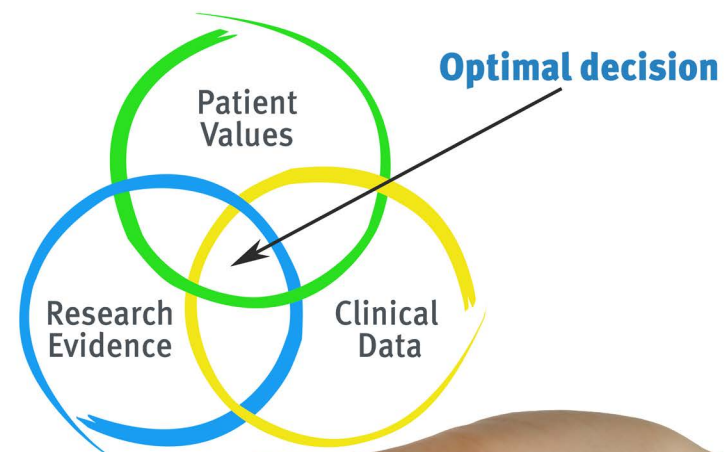 Optimal decision
Patient
Values
Research
Evidence
Clinical
Data